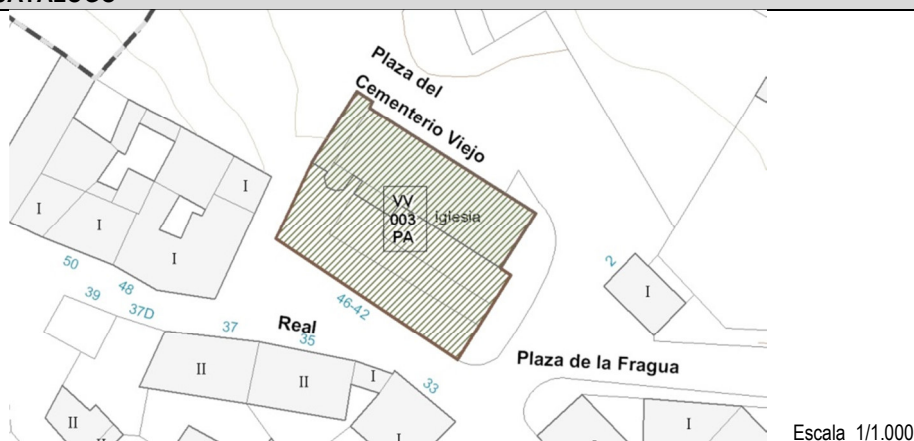 CATÁLOGO
Plaza del
Cementerio Viejo
I
VV
003
PA
iglesia
I
I
I
2
I
50
48
39
37D
46-42
37
Real
35
Plaza de la Fragua
II
II
I
33
II
I
I
Escala 1/1.000